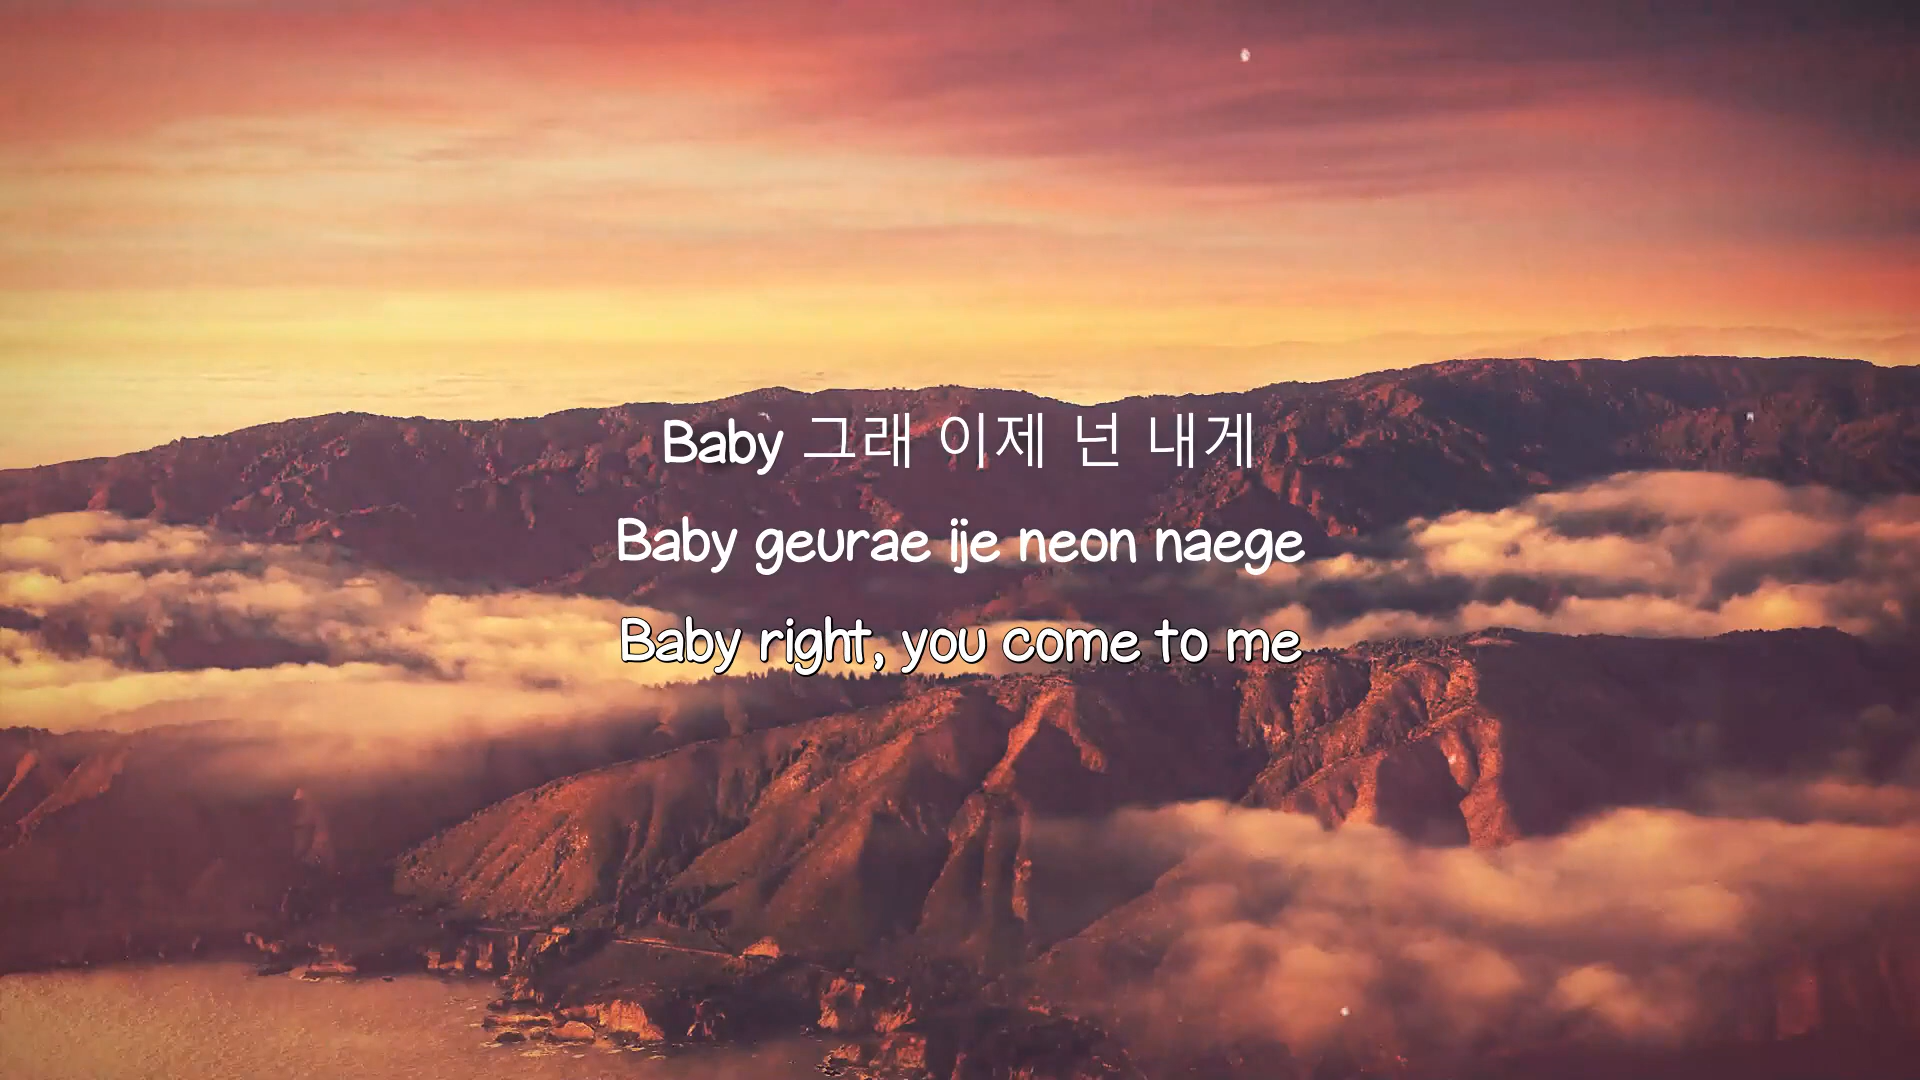 Baby 그래 이제 넌 내게
Baby geurae ije neon naege
Baby right, you come to me